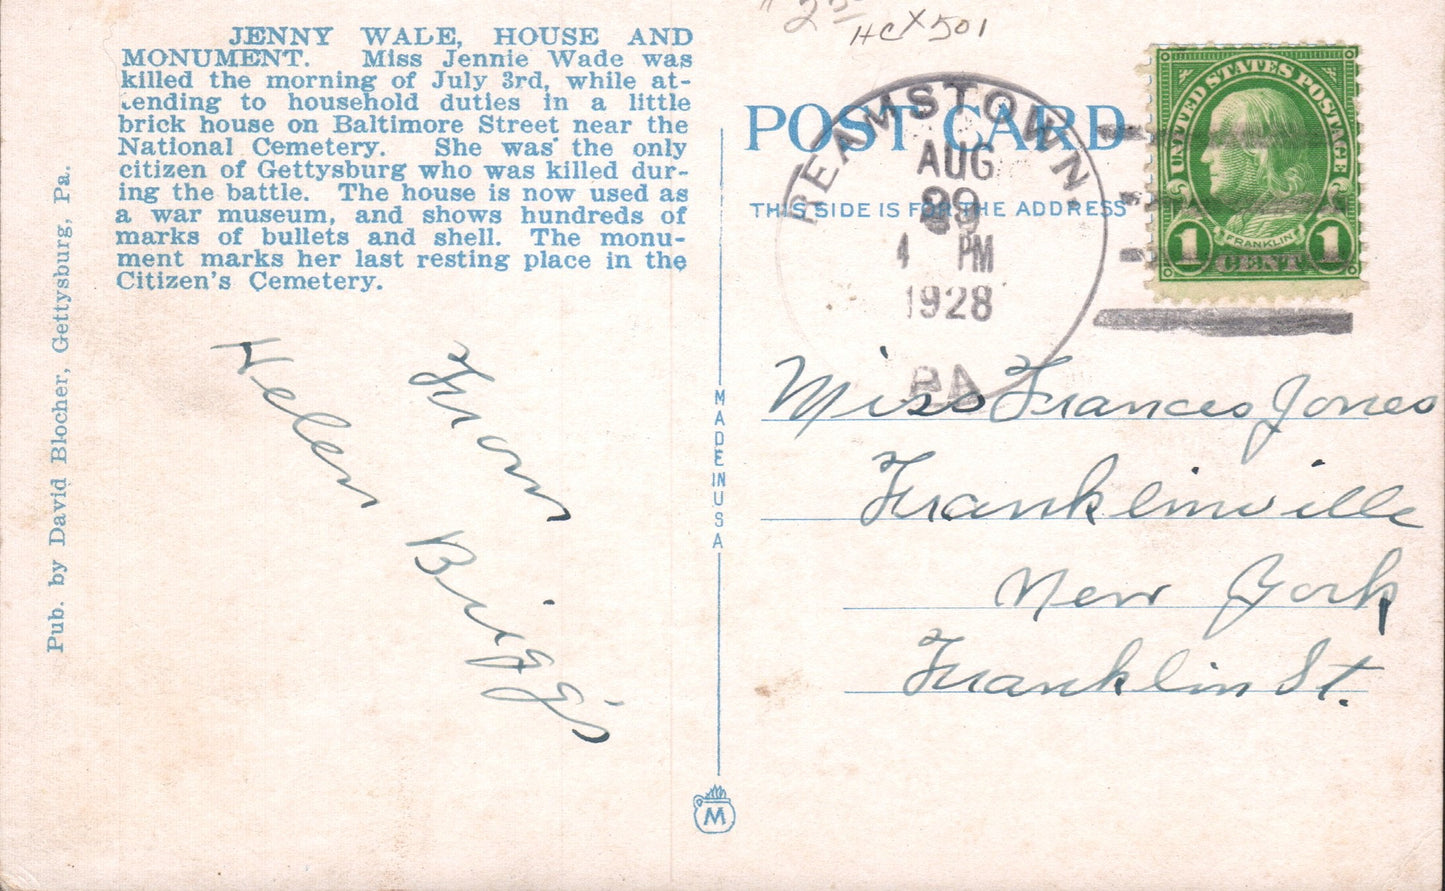 JENNY WALE, HOUSE AND
MONUMENT. Miss Jennie Wade was
killed the morning of July 3rd, while at-
tending to household duties in a little
brick house on Baltimore Street near the
National Cemetery. She was the only
citizen of Gettysburg who was killed dur-
ing the battle. The house is now used as
a war museum, and shows hundreds of
marks of bullets and shell. The monu-
ment marks her last resting place in the
Citizen's Cemetery.
Pub. by David Blocher, Gettysburg, Pa.
From
Helen Biggs
MADE IN USA
M
HCX501
POST CARD
THIS SIDE IS FOR THE ADDRESS
REAMSTOWN.
AUG
29
4 PM
1928
PA
UNITED STATES POSTAGE
FRANKLIN
1 CENT 1
Miss Frances Jones
Franklinville
New York
Franklin St.